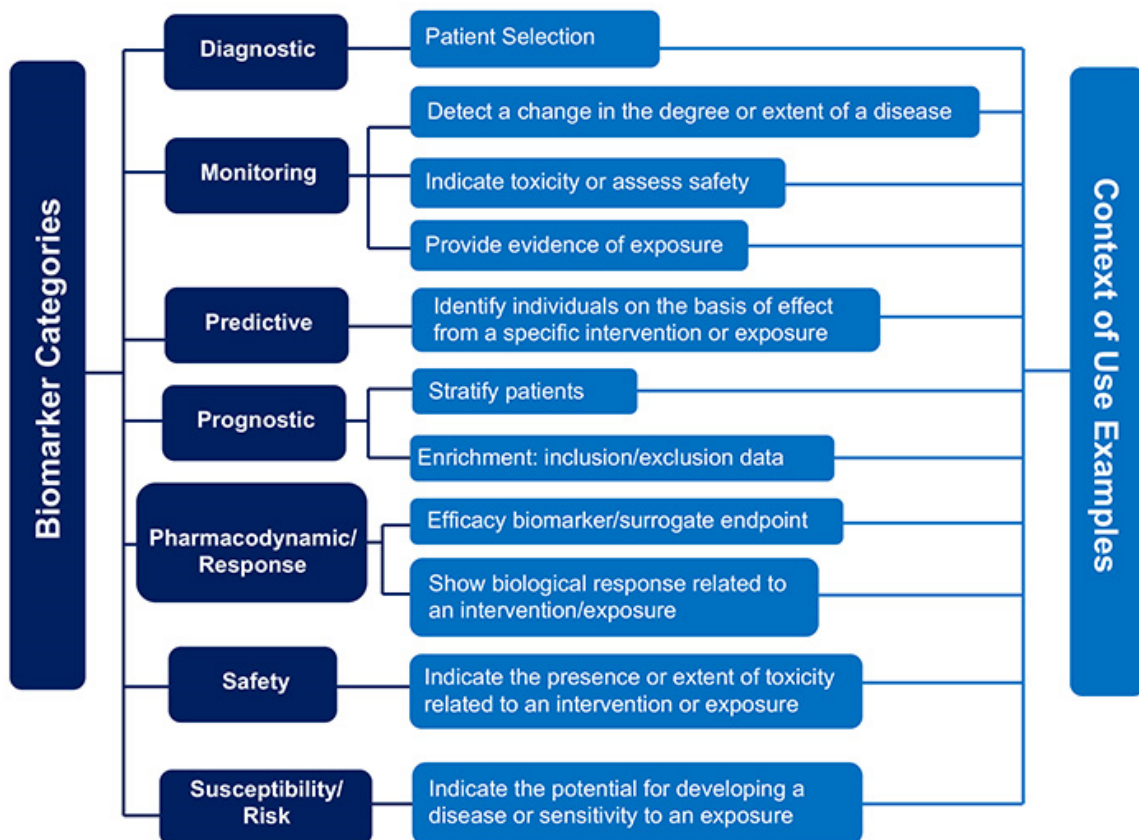 Biomarker Categories
Diagnostic
Patient Selection
Monitoring
Detect a change in the degree or extent of a disease
Indicate toxicity or assess safety
Provide evidence of exposure
Predictive
Identify individuals on the basis of effect
from a specific intervention or exposure
Prognostic
Stratify patients
Enrichment: inclusion/exclusion data
Pharmacodynamic/
Response
Efficacy biomarker/surrogate endpoint
Show biological response related to
an intervention/exposure
Safety
Indicate the presence or extent of toxicity
related to an intervention or exposure
Susceptibility/
Risk
Indicate the potential for developing a
disease or sensitivity to an exposure
Context of Use Examples